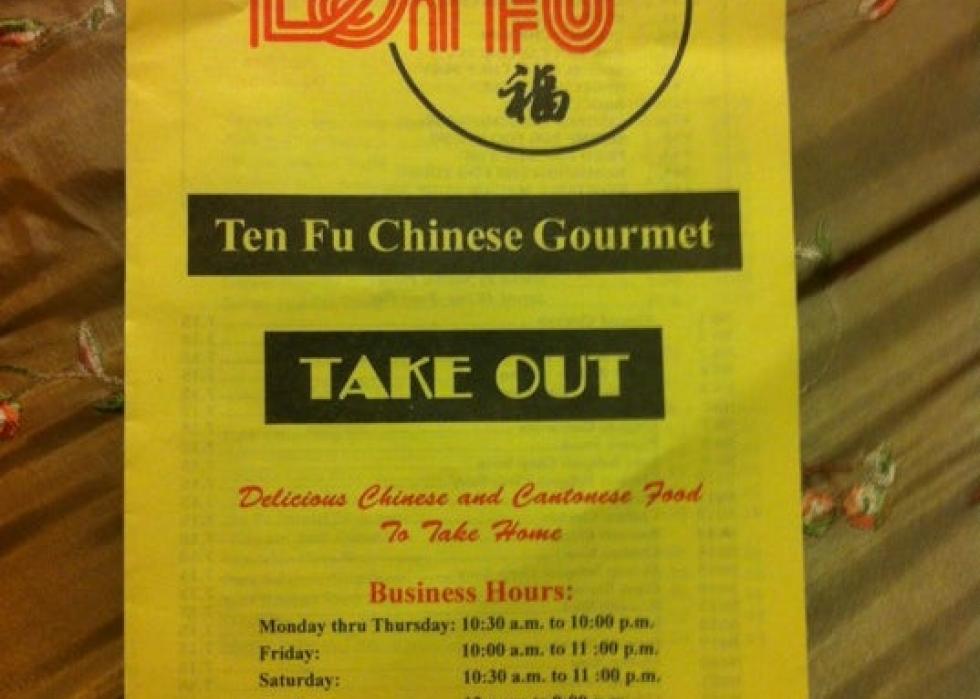 FU
福
Ten Fu Chinese Gourmet
TAKE OUT
Delicious Chinese and Cantonese Food
To Take Home
Business Hours:
Monday thru Thursday: 10:30 a.m. to 10:00 p.m.
Friday: 10:00 a.m. to 11 :00 p.m.
Saturday: 10:30 a.m. to 11 :00 p.m.